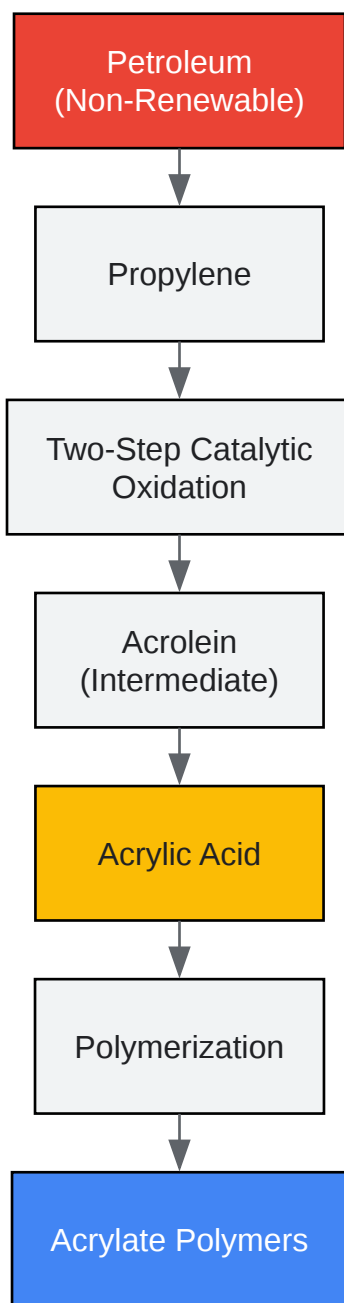 Petroleum
(Non-Renewable)
Propylene
Two-Step Catalytic
Oxidation
Acrolein
(Intermediate)
Acrylic Acid
Polymerization
Acrylate Polymers